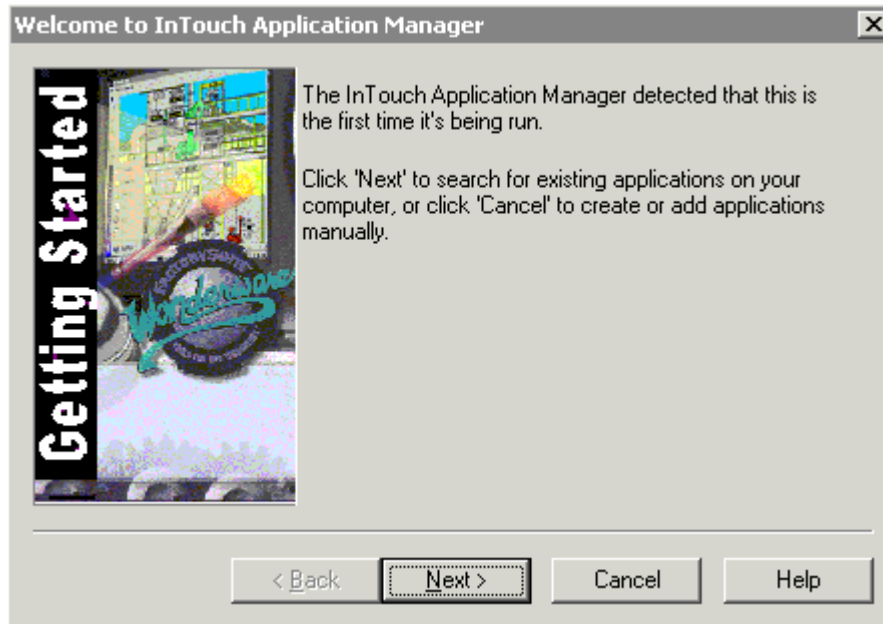 Welcome to InTouch Application Manager
Getting Started
The InTouch Application Manager detected that this is
the first time it's being run.
Click 'Next' to search for existing applications on your
computer, or click 'Cancel' to create or add applications
manually.
FACTORYSUITE
Wonderware
< Back
Next >
Cancel
Help